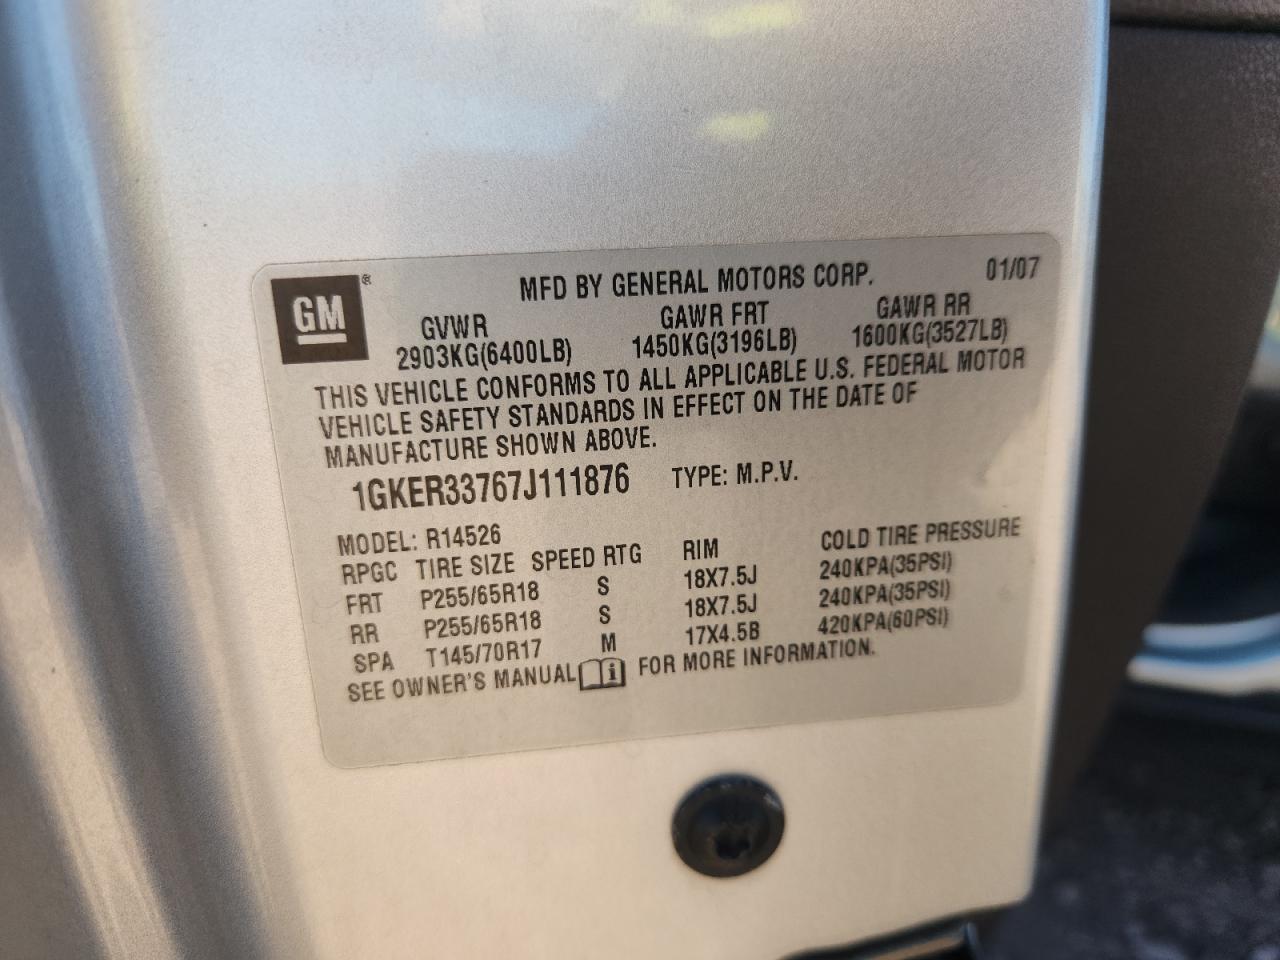 GM ®
MFD BY GENERAL MOTORS CORP. 01/07
GVWR GAWR FRT GAWR RR
2903KG(6400LB) 1450KG(3196LB) 1600KG(3527LB)
THIS VEHICLE CONFORMS TO ALL APPLICABLE U.S. FEDERAL MOTOR
VEHICLE SAFETY STANDARDS IN EFFECT ON THE DATE OF
MANUFACTURE SHOWN ABOVE.
1GKER33767J111876 TYPE: M.P.V.
MODEL: R14526
RPGC TIRE SIZE SPEED RTG RIM COLD TIRE PRESSURE
FRT P255/65R18 S 18X7.5J 240KPA(35PSI)
RR P255/65R18 S 18X7.5J 240KPA(35PSI)
SPA T145/70R17 M 17X4.5B 420KPA(60PSI)
SEE OWNER'S MANUAL i FOR MORE INFORMATION.